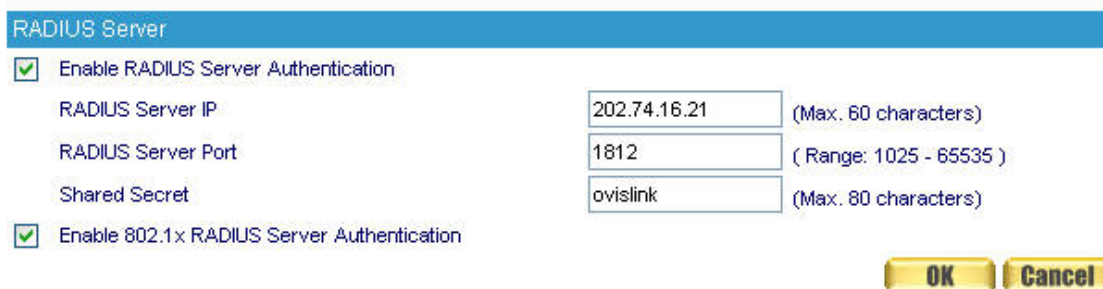 RADIUS Server
Enable RADIUS Server Authentication
RADIUS Server IP 202.74.16.21 (Max. 60 characters)
RADIUS Server Port 1812 ( Range: 1025 - 65535 )
Shared Secret ovislink (Max. 80 characters)
Enable 802.1x RADIUS Server Authentication
OK Cancel